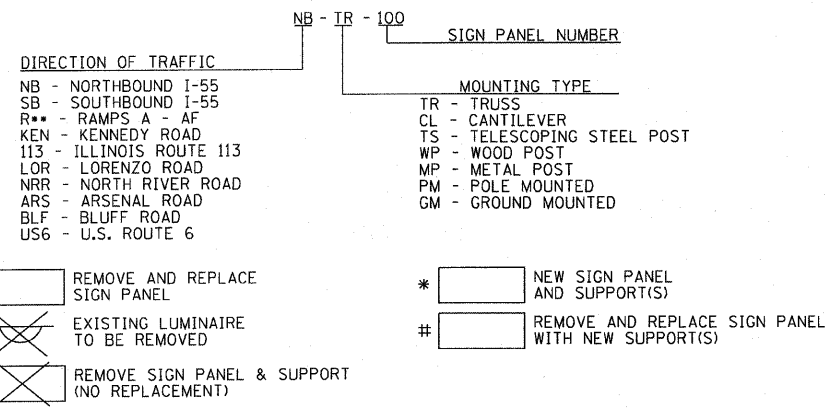 NB - TR - 100
SIGN PANEL NUMBER
DIRECTION OF TRAFFIC
NB - NORTHBOUND I-55
SB - SOUTHBOUND I-55
R** - RAMPS A - AF
KEN - KENNEDY ROAD
113 - ILLINOIS ROUTE 113
LOR - LORENZO ROAD
NRR - NORTH RIVER ROAD
ARS - ARSENAL ROAD
BLF - BLUFF ROAD
US6 - U.S. ROUTE 6
MOUNTING TYPE
TR - TRUSS
CL - CANTILEVER
TS - TELESCOPING STEEL POST
WP - WOOD POST
MP - METAL POST
PM - POLE MOUNTED
GM - GROUND MOUNTED
REMOVE AND REPLACE
SIGN PANEL
EXISTING LUMINAIRE
TO BE REMOVED
REMOVE SIGN PANEL & SUPPORT
(NO REPLACEMENT)
* NEW SIGN PANEL
AND SUPPORT(S)
# REMOVE AND REPLACE SIGN PANEL
WITH NEW SUPPORT(S)